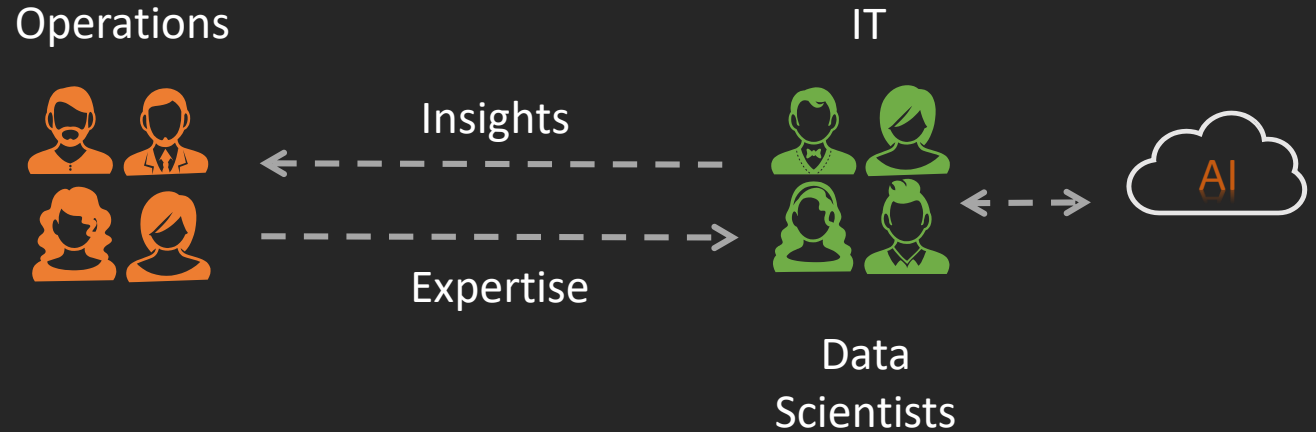 Operations
IT
Insights
AI
Expertise
Data
Scientists